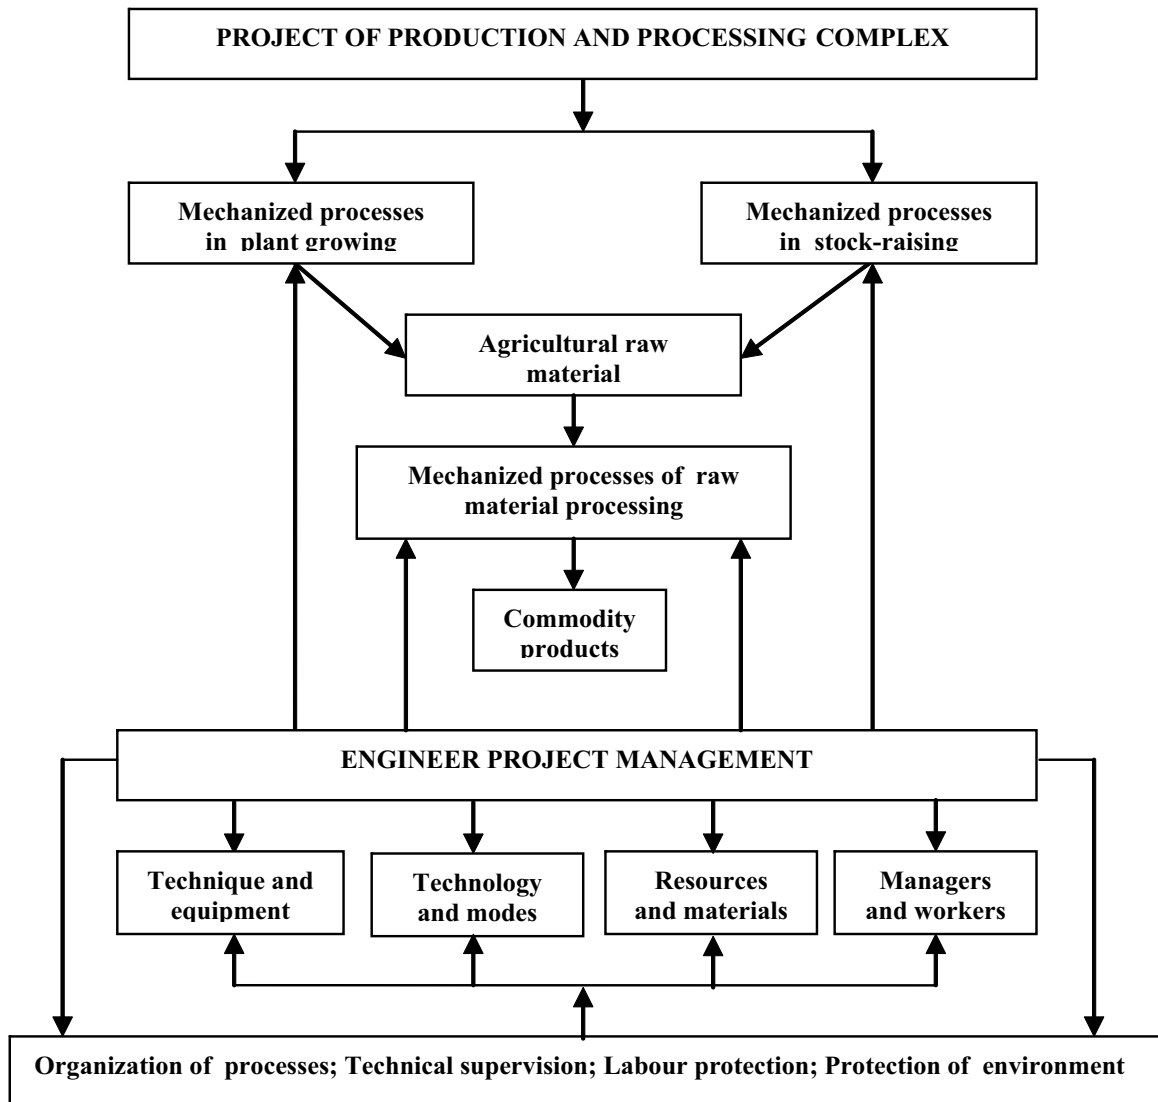 PROJECT OF PRODUCTION AND PROCESSING COMPLEX
Mechanized processes
in plant growing
Mechanized processes
in stock-raising
Agricultural raw
material
Mechanized processes of raw
material processing
Commodity
products
ENGINEER PROJECT MANAGEMENT
Technique and
equipment
Technology
and modes
Resources
and materials
Managers
and workers
Organization of processes; Technical supervision; Labour protection; Protection of environment